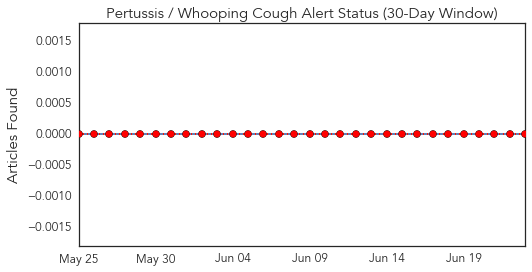 Pertussis / Whooping Cough Alert Status (30-Day Window)
Articles Found
0.0015
0.0010
0.0005
0.0000
−0.0005
−0.0010
−0.0015
May 25
May 30
Jun 04
Jun 09
Jun 14
Jun 19